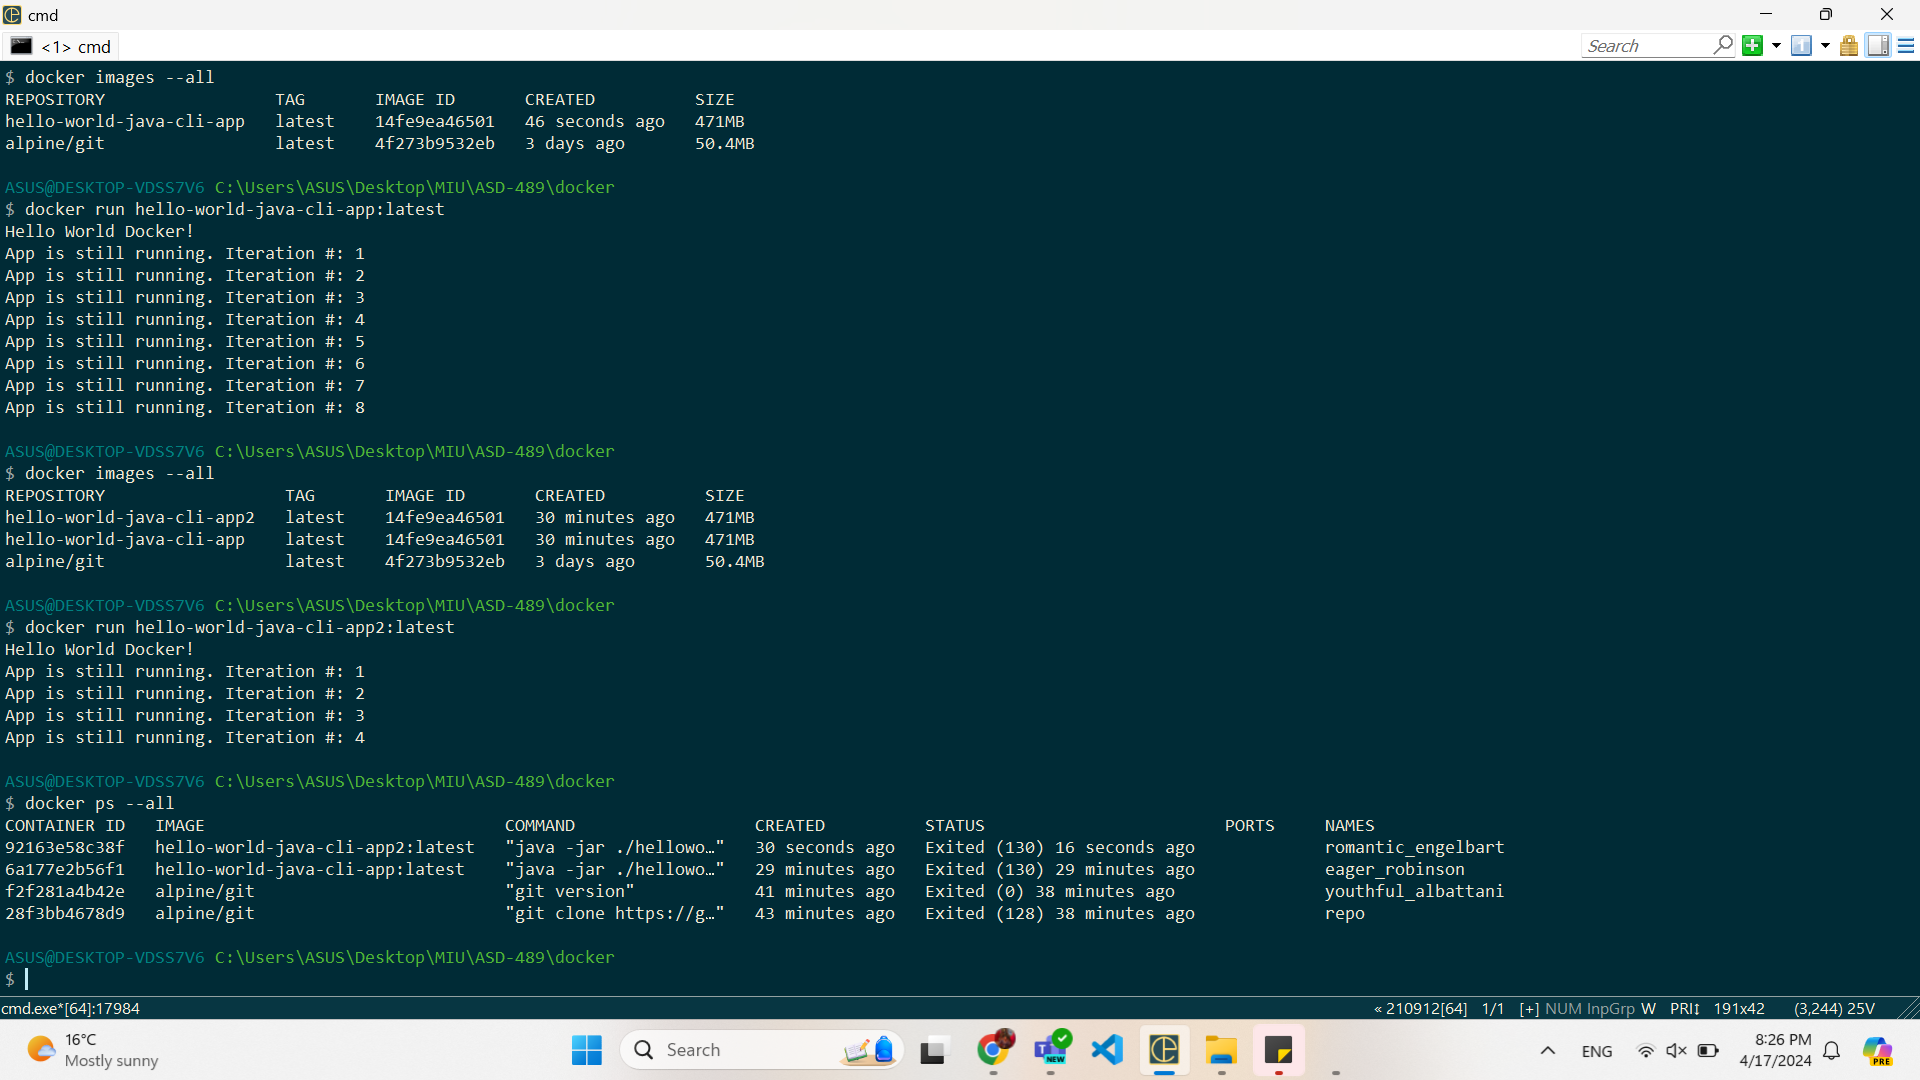 cmd
<1> cmd
Search
$ docker images --all
REPOSITORY TAG IMAGE ID CREATED SIZE
hello-world-java-cli-app latest 14fe9ea46501 46 seconds ago 471MB
alpine/git latest 4f273b9532eb 3 days ago 50.4MB
ASUS@DESKTOP-VDSS7V6 C:\Users\ASUS\Desktop\MIU\ASD-489\docker
$ docker run hello-world-java-cli-app:latest
Hello World Docker!
App is still running. Iteration #: 1
App is still running. Iteration #: 2
App is still running. Iteration #: 3
App is still running. Iteration #: 4
App is still running. Iteration #: 5
App is still running. Iteration #: 6
App is still running. Iteration #: 7
App is still running. Iteration #: 8
ASUS@DESKTOP-VDSS7V6 C:\Users\ASUS\Desktop\MIU\ASD-489\docker
$ docker images --all
REPOSITORY TAG IMAGE ID CREATED SIZE
hello-world-java-cli-app2 latest 14fe9ea46501 30 minutes ago 471MB
hello-world-java-cli-app latest 14fe9ea46501 30 minutes ago 471MB
alpine/git latest 4f273b9532eb 3 days ago 50.4MB
ASUS@DESKTOP-VDSS7V6 C:\Users\ASUS\Desktop\MIU\ASD-489\docker
$ docker run hello-world-java-cli-app2:latest
Hello World Docker!
App is still running. Iteration #: 1
App is still running. Iteration #: 2
App is still running. Iteration #: 3
App is still running. Iteration #: 4
ASUS@DESKTOP-VDSS7V6 C:\Users\ASUS\Desktop\MIU\ASD-489\docker
$ docker ps --all
CONTAINER ID IMAGE COMMAND CREATED STATUS PORTS NAMES
92163e58c38f hello-world-java-cli-app2:latest "java -jar ./hellowo…" 30 seconds ago Exited (130) 16 seconds ago romantic_engelbart
6a177e2b56f1 hello-world-java-cli-app:latest "java -jar ./hellowo…" 29 minutes ago Exited (130) 29 minutes ago eager_robinson
f2f281a4b42e alpine/git "git version" 41 minutes ago Exited (0) 38 minutes ago youthful_albattani
28f3bb4678d9 alpine/git "git clone https://g…" 43 minutes ago Exited (128) 38 minutes ago repo
ASUS@DESKTOP-VDSS7V6 C:\Users\ASUS\Desktop\MIU\ASD-489\docker
$
cmd.exe*[64]:17984 « 210912[64] 1/1 [+] NUM InpGrp W PRI↕ 191x42 (3,244) 25V
16°C
Mostly sunny
Search
NEW
ENG
8:26 PM
4/17/2024
PRE